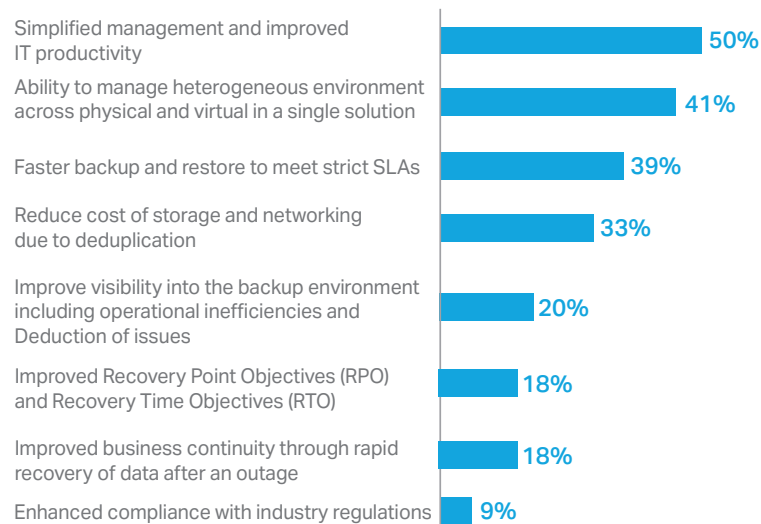 Simplified management and improved
IT productivity
50%
Ability to manage heterogeneous environment
across physical and virtual in a single solution
41%
Faster backup and restore to meet strict SLAs
39%
Reduce cost of storage and networking
due to deduplication
33%
Improve visibility into the backup environment
including operational inefficiencies and
Deduction of issues
20%
Improved Recovery Point Objectives (RPO)
and Recovery Time Objectives (RTO)
18%
Improved business continuity through rapid
recovery of data after an outage
18%
Enhanced compliance with industry regulations
9%